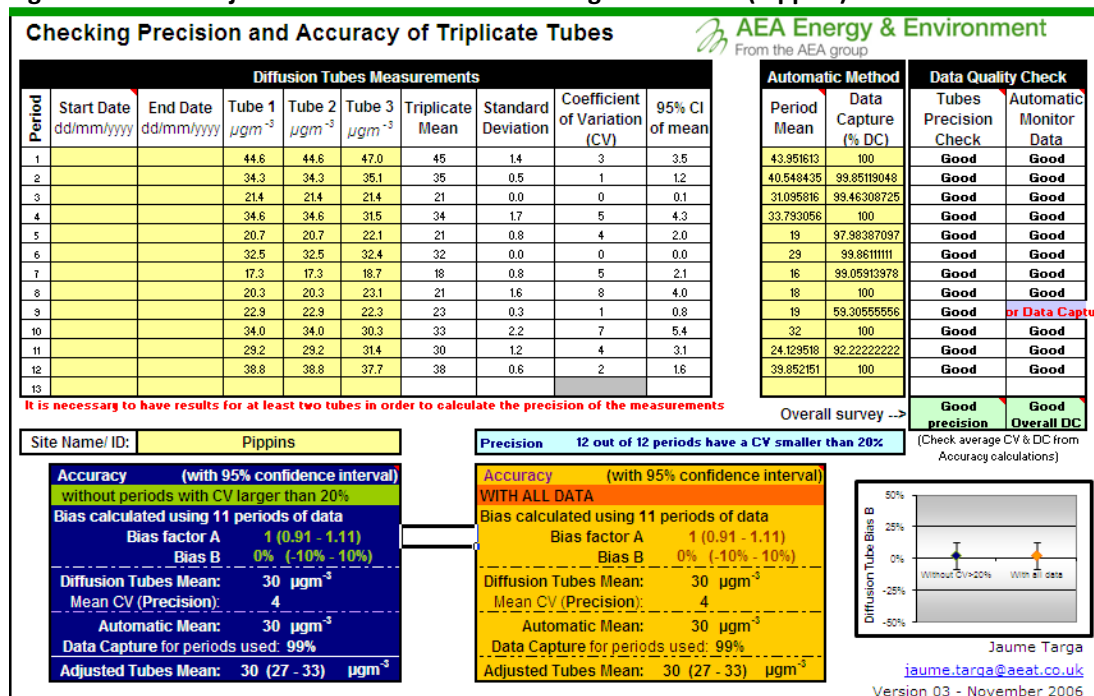 Checking Precision and Accuracy of Triplicate Tubes
AEA Energy & Environment
From the AEA group
Diffusion Tubes Measurements
Automatic Method
Data Quality Check
Period Start Date dd/mm/yyyy End Date dd/mm/yyyy Tube 1 µgm⁻³ Tube 2 µgm⁻³ Tube 3 µgm⁻³ Triplicate Mean Standard Deviation Coefficient of Variation (CV) 95% CI of mean Period Mean Data Capture (% DC) Tubes Precision Check Automatic Monitor Data
1 44.6 44.6 47.0 45 1.4 3 3.5 43.951613 100 Good Good
2 34.3 34.3 35.1 35 0.5 1 1.2 40.548435 99.85119048 Good Good
3 21.4 21.4 21.4 21 0.0 0 0.1 31.095816 99.46308725 Good Good
4 34.6 34.6 31.5 34 1.7 5 4.3 33.793056 100 Good Good
5 20.7 20.7 22.1 21 0.8 4 2.0 19 97.98387097 Good Good
6 32.5 32.5 32.4 32 0.0 0 0.0 29 99.86111111 Good Good
7 17.3 17.3 18.7 18 0.8 5 2.1 16 99.05913978 Good Good
8 20.3 20.3 23.1 21 1.6 8 4.0 18 100 Good Good
9 22.9 22.9 22.3 23 0.3 1 0.8 19 59.30555556 Good or Data Captu
10 34.0 34.0 30.3 33 2.2 7 5.4 32 100 Good Good
11 29.2 29.2 31.4 30 1.2 4 3.1 24.129518 92.22222222 Good Good
12 38.8 38.8 37.7 38 0.6 2 1.6 39.852151 100 Good Good
13
It is necessary to have results for at least two tubes in order to calculate the precision of the measurements
Overall survey -->
Good precision
Good Overall DC
Site Name/ ID: Pippins
Precision 12 out of 12 periods have a CV smaller than 20%
(Check average CV & DC from
Accuracy calculations)
Accuracy (with 95% confidence interval)
without periods with CV larger than 20%
Bias calculated using 11 periods of data
Bias factor A 1 (0.91 - 1.11)
Bias B 0% (-10% - 10%)
Diffusion Tubes Mean: 30 µgm⁻³
Mean CV (Precision): 4
Automatic Mean: 30 µgm⁻³
Data Capture for periods used: 99%
Adjusted Tubes Mean: 30 (27 - 33) µgm⁻³
Accuracy (with 95% confidence interval)
WITH ALL DATA
Bias calculated using 11 periods of data
Bias factor A 1 (0.91 - 1.11)
Bias B 0% (-10% - 10%)
Diffusion Tubes Mean: 30 µgm⁻³
Mean CV (Precision): 4
Automatic Mean: 30 µgm⁻³
Data Capture for periods used: 99%
Adjusted Tubes Mean: 30 (27 - 33) µgm⁻³
Diffusion Tube Bias B
50%
25%
0%
-25%
-50%
Without CV>20%
With all data
Jaume Targa
jaume.targa@aeat.co.uk
Version 03 - November 2006